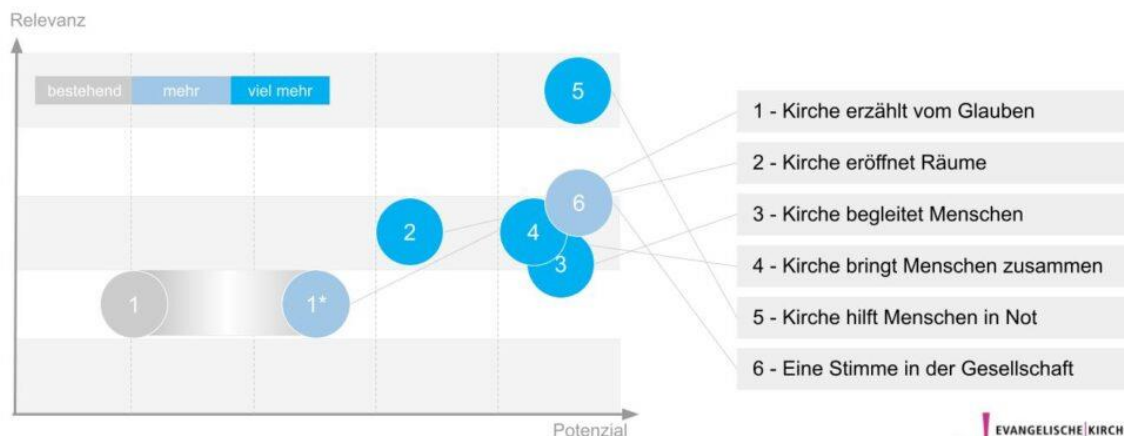 Relevanz
bestehend mehr viel mehr
5
1 - Kirche erzählt vom Glauben
2 - Kirche eröffnet Räume
6
3 - Kirche begleitet Menschen
2
4
3
4 - Kirche bringt Menschen zusammen
1
1*
5 - Kirche hilft Menschen in Not
6 - Eine Stimme in der Gesellschaft
Potenzial
EVANGELISCHE KIRCH